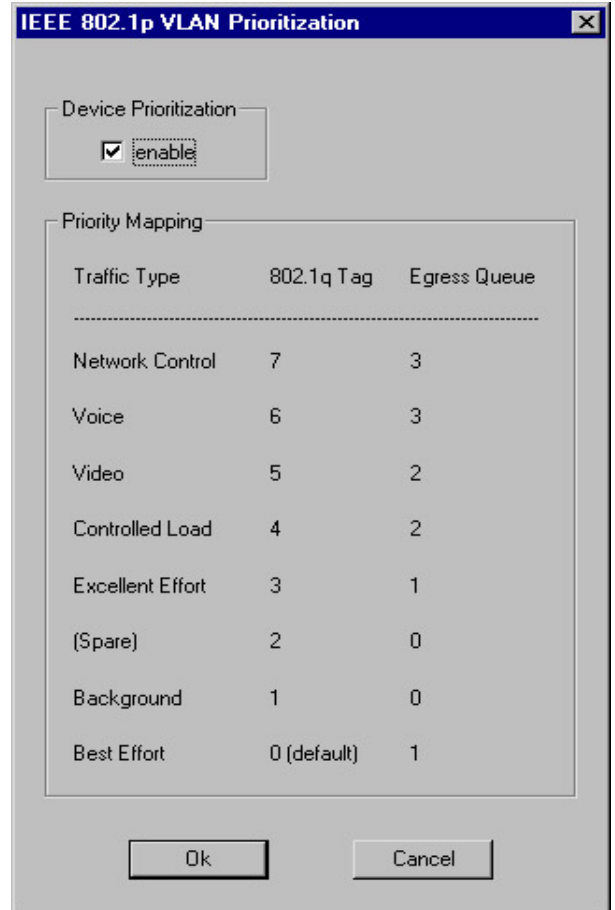 IEEE 802.1p VLAN Prioritization
Device Prioritization
enable
Priority Mapping
Traffic Type 802.1q Tag Egress Queue
Network Control 7 3
Voice 6 3
Video 5 2
Controlled Load 4 2
Excellent Effort 3 1
(Spare) 2 0
Background 1 0
Best Effort 0 (default) 1
Ok Cancel